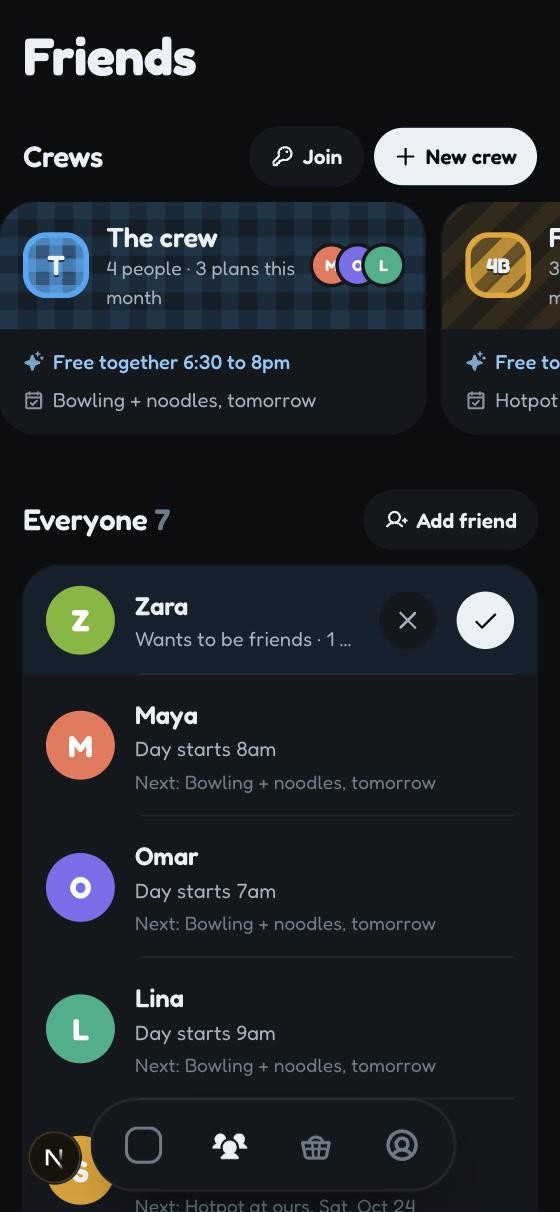 Friends
Crews
Join
New crew
T
The crew
4 people · 3 plans this
month
M
O
L
Free together 6:30 to 8pm
Bowling + noodles, tomorrow
4B
F
3
m
Free to
Hotpot
Everyone 7
Add friend
Z
Zara
Wants to be friends · 1 ...
M
Maya
Day starts 8am
Next: Bowling + noodles, tomorrow
O
Omar
Day starts 7am
Next: Bowling + noodles, tomorrow
L
Lina
Day starts 9am
Next: Bowling + noodles, tomorrow
N
S
Next: Hotpot at ours, Sat, Oct 24